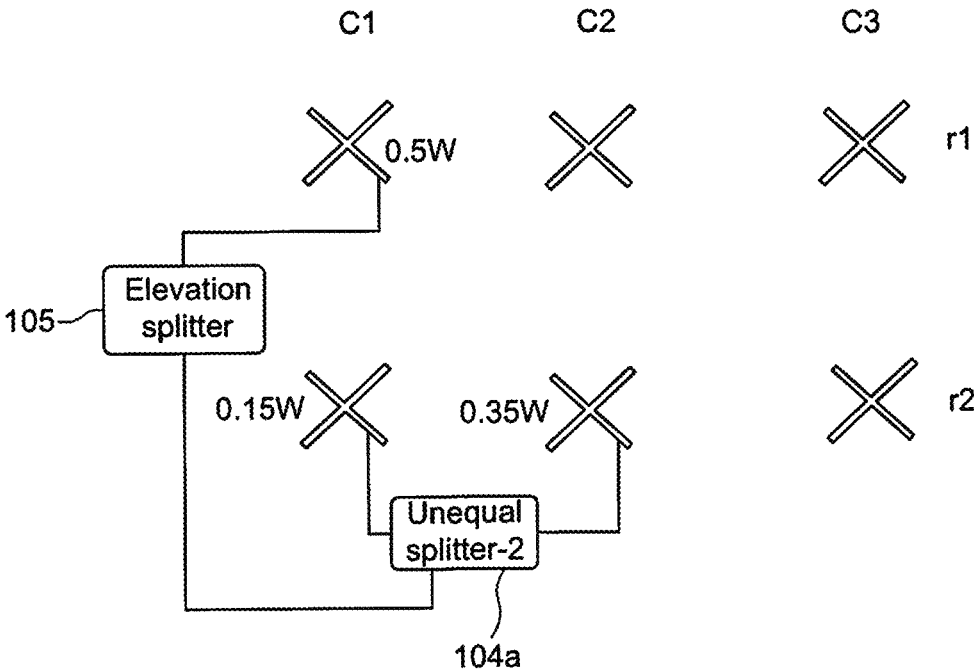 C1 C2 C3
0.5W
r1
Elevation
splitter
105
0.15W
0.35W
r2
Unequal
splitter-2
104a